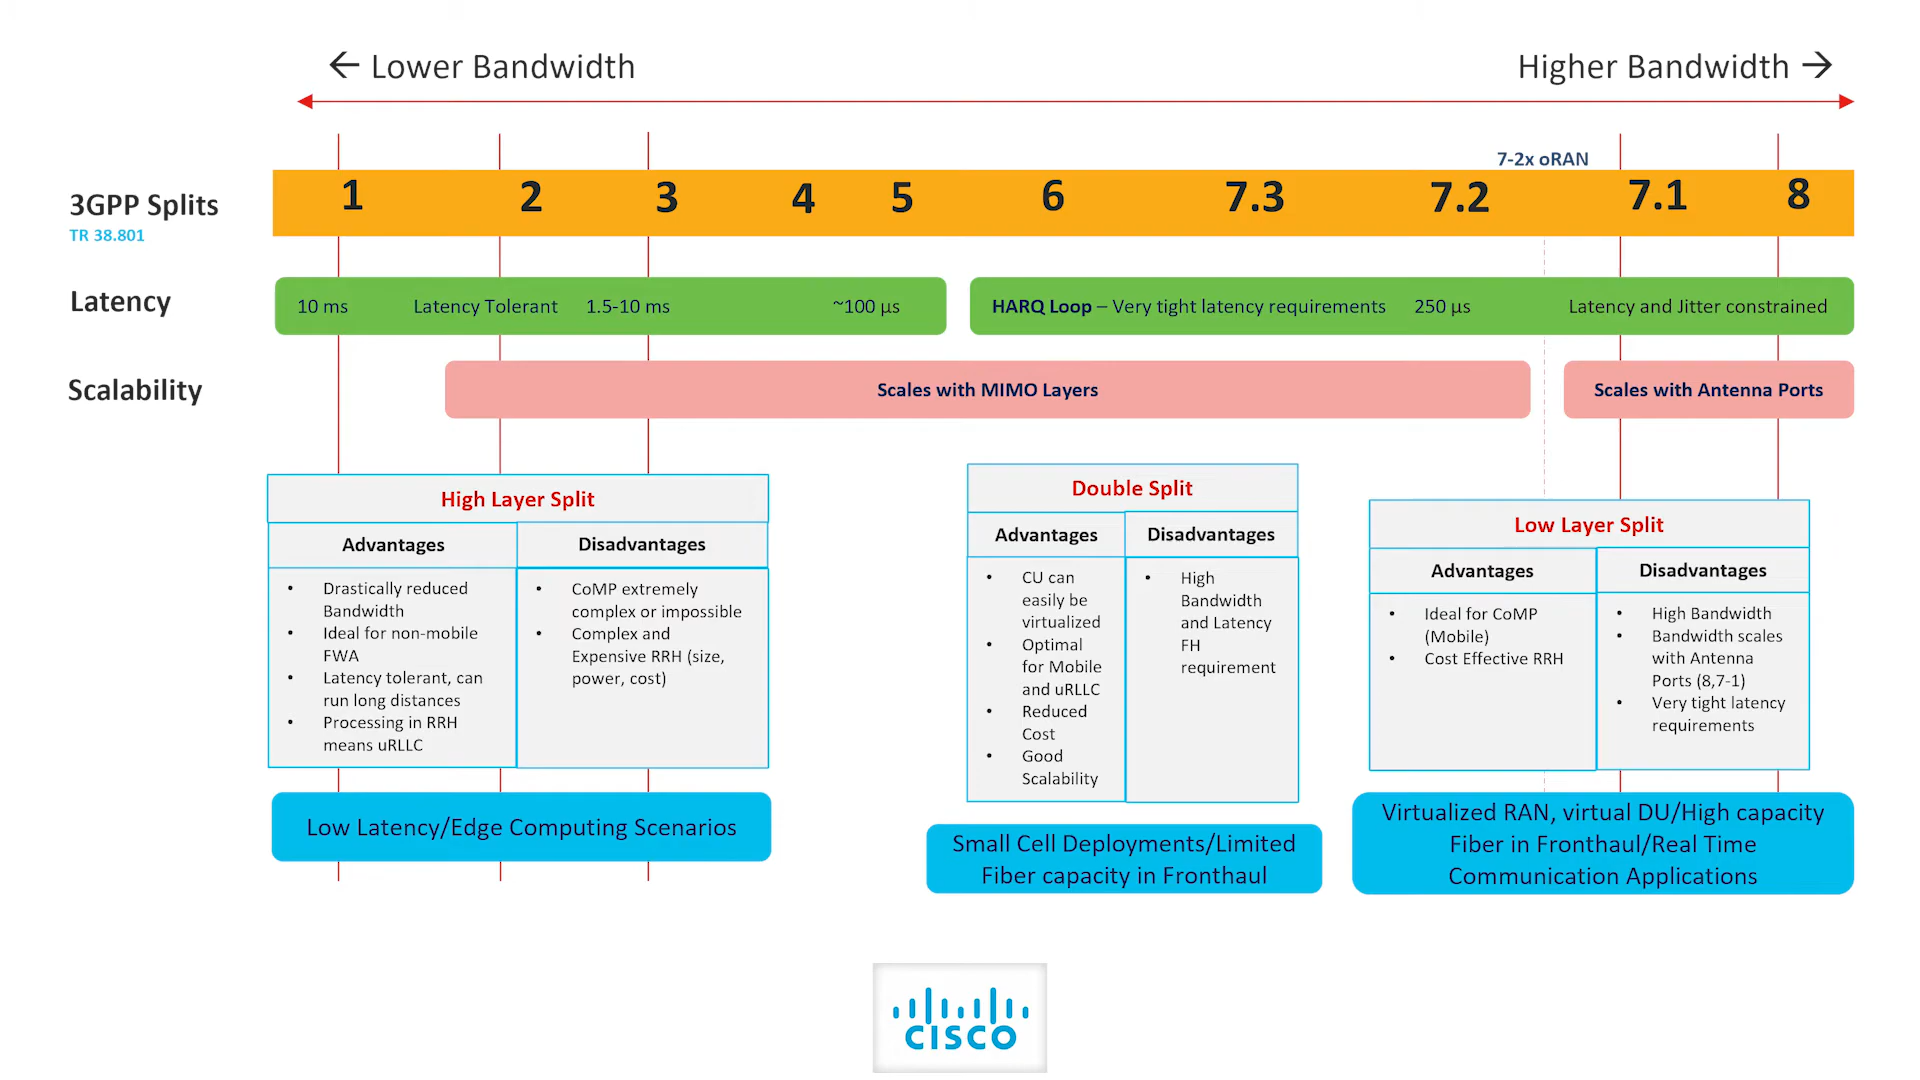 ← Lower Bandwidth
Higher Bandwidth →
7-2x oRAN
3GPP Splits
TR 38.801
1 2 3 4 5 6 7.3 7.2 7.1 8
Latency
10 ms Latency Tolerant 1.5-10 ms ~100 µs
HARQ Loop – Very tight latency requirements 250 µs Latency and Jitter constrained
Scalability
Scales with MIMO Layers
Scales with Antenna Ports
High Layer Split
Advantages
• Drastically reduced
Bandwidth
• Ideal for non-mobile
FWA
• Latency tolerant, can
run long distances
• Processing in RRH
means uRLLC
Disadvantages
• CoMP extremely
complex or impossible
• Complex and
Expensive RRH (size,
power, cost)
Low Latency/Edge Computing Scenarios
Double Split
Advantages
• CU can
easily be
virtualized
• Optimal
for Mobile
and uRLLC
• Reduced
Cost
• Good
Scalability
Disadvantages
• High
Bandwidth
and Latency
FH
requirement
Small Cell Deployments/Limited
Fiber capacity in Fronthaul
Low Layer Split
Advantages
• Ideal for CoMP
(Mobile)
• Cost Effective RRH
Disadvantages
• High Bandwidth
• Bandwidth scales
with Antenna
Ports (8,7-1)
• Very tight latency
requirements
Virtualized RAN, virtual DU/High capacity
Fiber in Fronthaul/Real Time
Communication Applications
CISCO